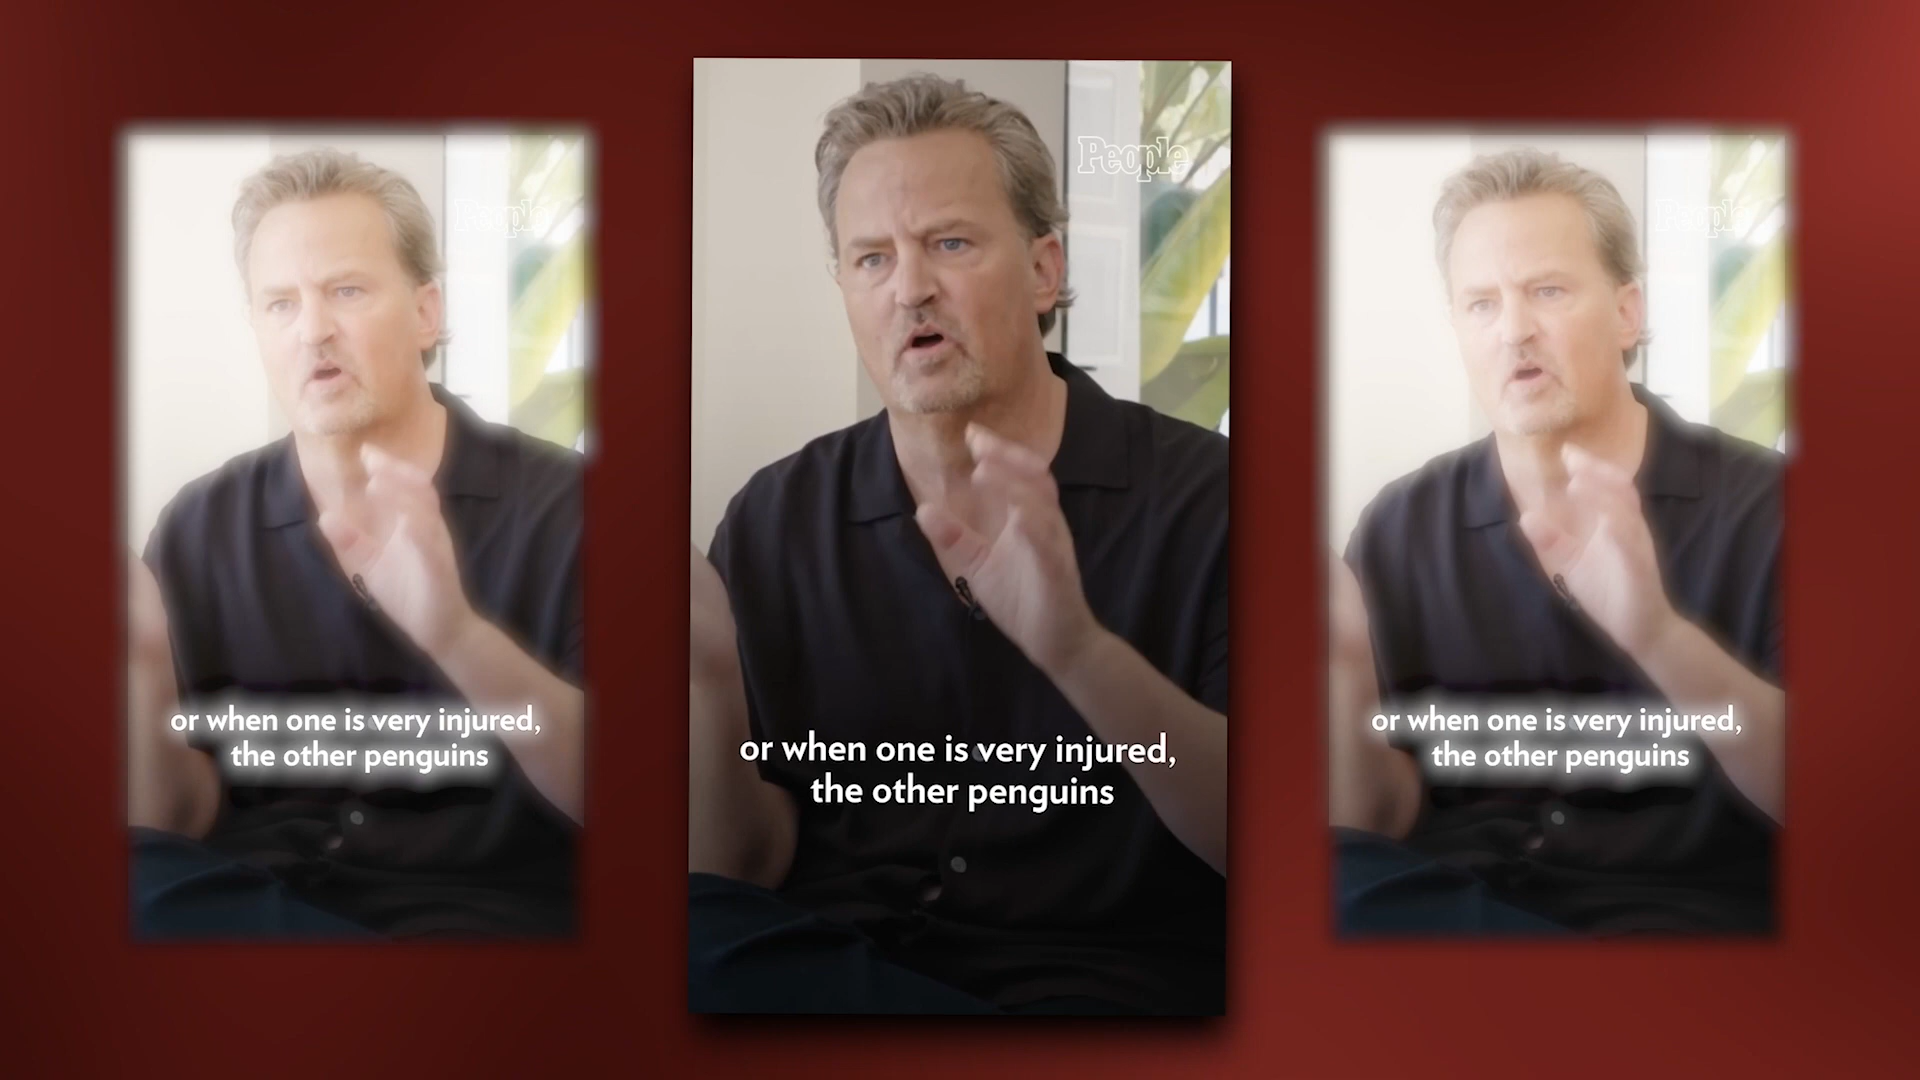 People
or when one is very injured,
the other penguins
People
or when one is very injured,
the other penguins
People
or when one is very injured,
the other penguins